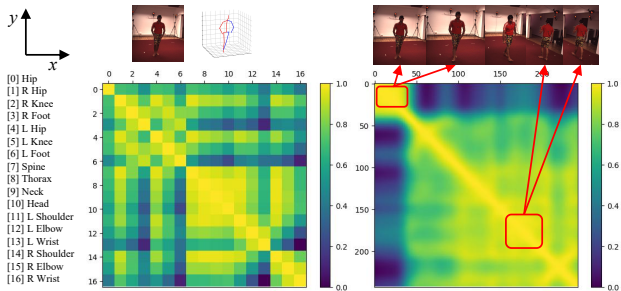 y
x
[0] Hip
[1] R Hip
[2] R Knee
[3] R Foot
[4] L Hip
[5] L Knee
[6] L Foot
[7] Spine
[8] Thorax
[9] Neck
[10] Head
[11] L Shoulder
[12] L Elbow
[13] L Wrist
[14] R Shoulder
[15] R Elbow
[16] R Wrist
0 2 4 6 8 10 12 14 16
0
2
4
6
8
10
12
14
16
1.0
0.8
0.6
0.4
0.2
0.0
0 50 100 150 200
0
50
100
150
200
1.0
0.8
0.6
0.4
0.2
0.0